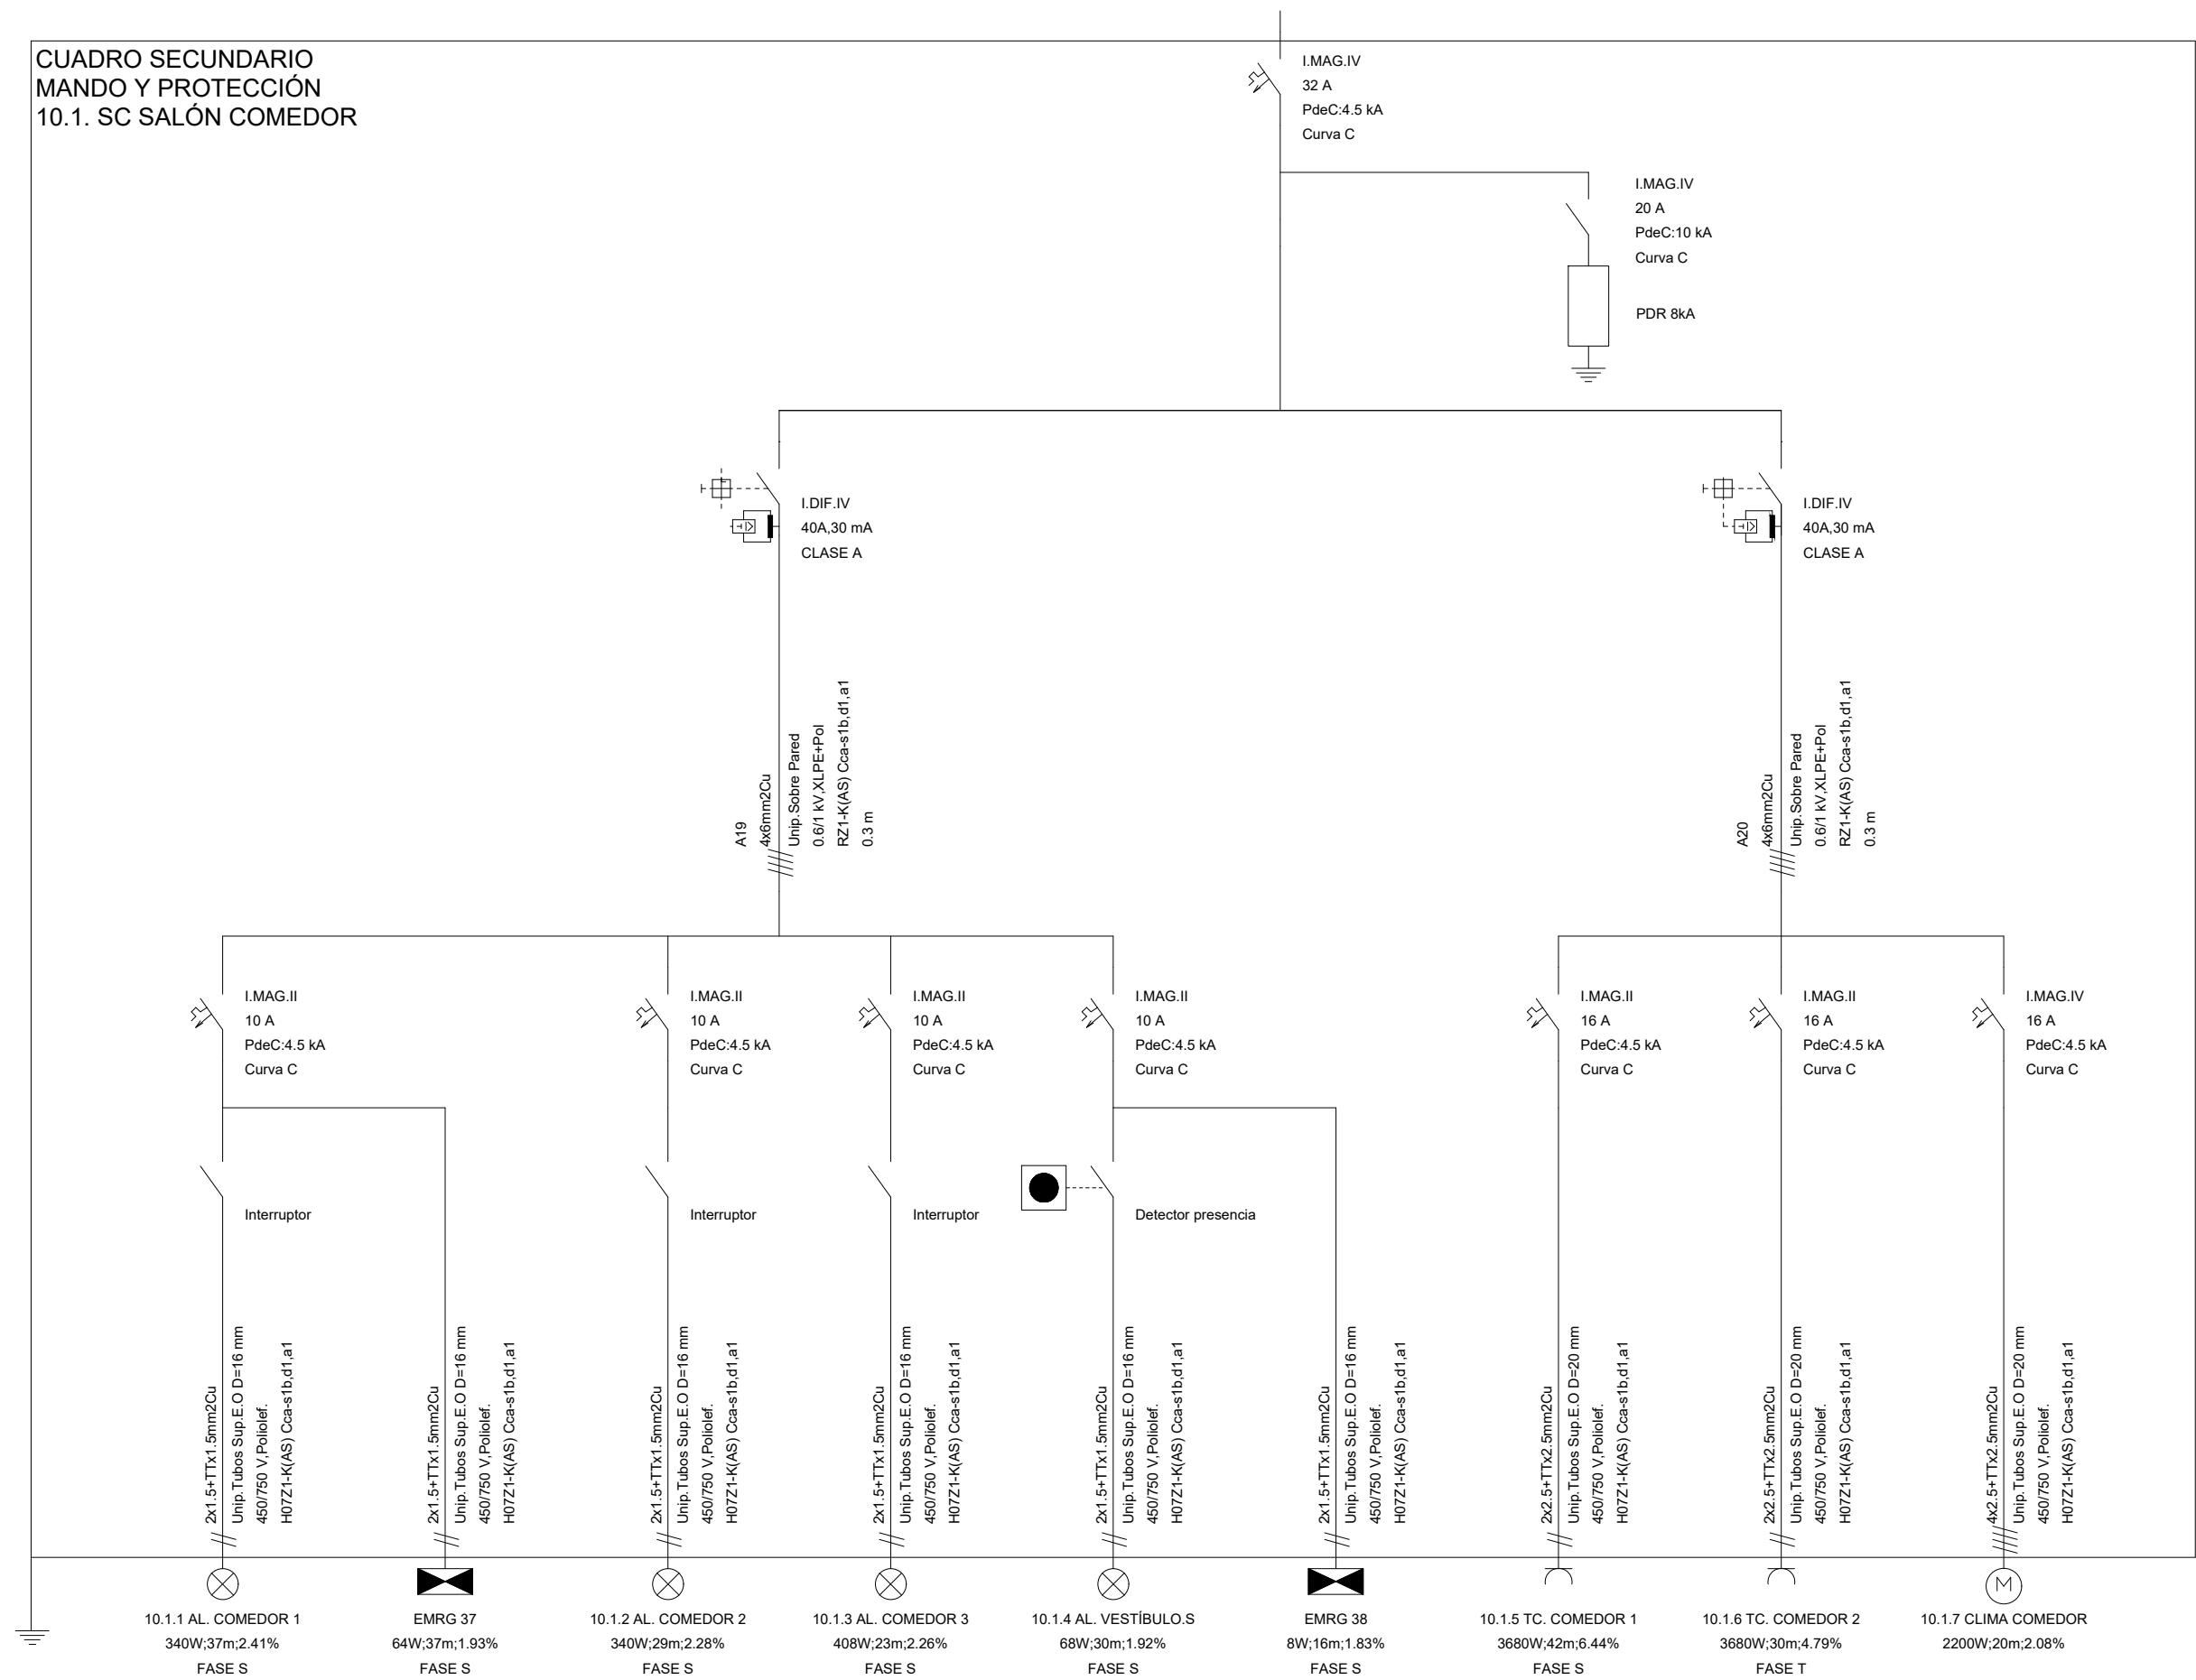 CUADRO SECUNDARIO
MANDO Y PROTECCIÓN
10.1. SC SALÓN COMEDOR
I.MAG.IV
32 A
PdeC:4.5 kA
Curva C
I.MAG.IV
20 A
PdeC:10 kA
Curva C
PDR 8kA
I.DIF.IV
40A,30 mA
CLASE A
I.DIF.IV
40A,30 mA
CLASE A
A19
4x6mm2Cu
Unip.Sobre Pared
0.6/1 kV,XLPE+Pol
RZ1-K(AS) Cca-s1b,d1,a1
0.3 m
A20
4x6mm2Cu
Unip.Sobre Pared
0.6/1 kV,XLPE+Pol
RZ1-K(AS) Cca-s1b,d1,a1
0.3 m
I.MAG.II
10 A
PdeC:4.5 kA
Curva C
I.MAG.II
10 A
PdeC:4.5 kA
Curva C
I.MAG.II
10 A
PdeC:4.5 kA
Curva C
I.MAG.II
10 A
PdeC:4.5 kA
Curva C
I.MAG.II
16 A
PdeC:4.5 kA
Curva C
I.MAG.II
16 A
PdeC:4.5 kA
Curva C
I.MAG.IV
16 A
PdeC:4.5 kA
Curva C
Interruptor
Interruptor
Interruptor
Detector presencia
2x1.5+TTx1.5mm2Cu
Unip.Tubos Sup.E.O D=16 mm
450/750 V,Poliolef.
H07Z1-K(AS) Cca-s1b,d1,a1
2x1.5+TTx1.5mm2Cu
Unip.Tubos Sup.E.O D=16 mm
450/750 V,Poliolef.
H07Z1-K(AS) Cca-s1b,d1,a1
2x1.5+TTx1.5mm2Cu
Unip.Tubos Sup.E.O D=16 mm
450/750 V,Poliolef.
H07Z1-K(AS) Cca-s1b,d1,a1
2x1.5+TTx1.5mm2Cu
Unip.Tubos Sup.E.O D=16 mm
450/750 V,Poliolef.
H07Z1-K(AS) Cca-s1b,d1,a1
2x1.5+TTx1.5mm2Cu
Unip.Tubos Sup.E.O D=16 mm
450/750 V,Poliolef.
H07Z1-K(AS) Cca-s1b,d1,a1
2x1.5+TTx1.5mm2Cu
Unip.Tubos Sup.E.O D=16 mm
450/750 V,Poliolef.
H07Z1-K(AS) Cca-s1b,d1,a1
2x2.5+TTx2.5mm2Cu
Unip.Tubos Sup.E.O D=20 mm
450/750 V,Poliolef.
H07Z1-K(AS) Cca-s1b,d1,a1
2x2.5+TTx2.5mm2Cu
Unip.Tubos Sup.E.O D=20 mm
450/750 V,Poliolef.
H07Z1-K(AS) Cca-s1b,d1,a1
4x2.5+TTx2.5mm2Cu
Unip.Tubos Sup.E.O D=20 mm
450/750 V,Poliolef.
H07Z1-K(AS) Cca-s1b,d1,a1
M
10.1.1 AL. COMEDOR 1
340W;37m;2.41%
FASE S
EMRG 37
64W;37m;1.93%
FASE S
10.1.2 AL. COMEDOR 2
340W;29m;2.28%
FASE S
10.1.3 AL. COMEDOR 3
408W;23m;2.26%
FASE S
10.1.4 AL. VESTÍBULO.S
68W;30m;1.92%
FASE S
EMRG 38
8W;16m;1.83%
FASE S
10.1.5 TC. COMEDOR 1
3680W;42m;6.44%
FASE S
10.1.6 TC. COMEDOR 2
3680W;30m;4.79%
FASE T
10.1.7 CLIMA COMEDOR
2200W;20m;2.08%